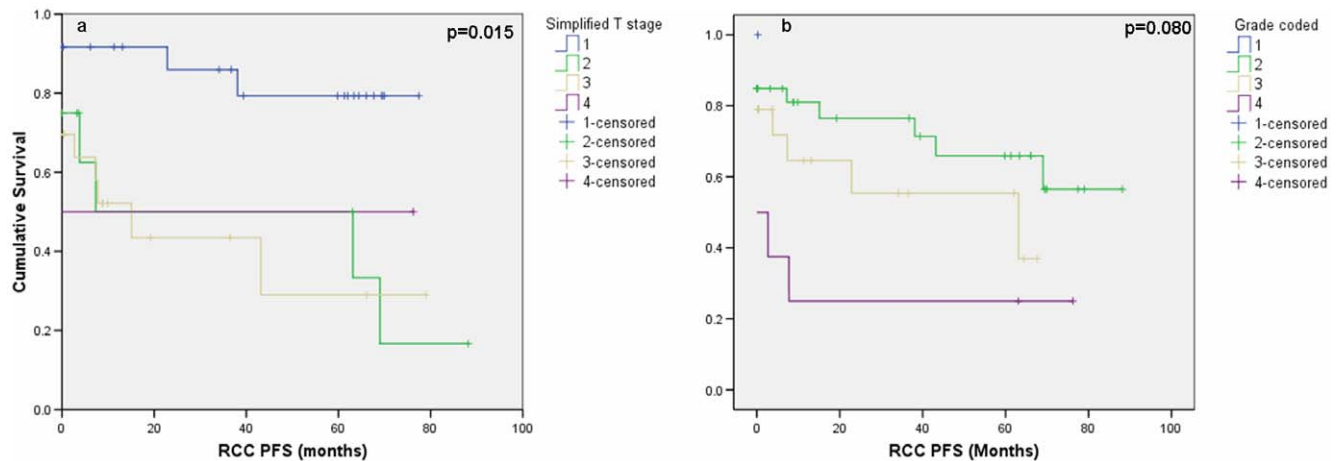 a
p=0.015
Cumulative Survival
1.0
0.8
0.6
0.4
0.2
0.0
0
20
40
60
80
100
RCC PFS (months)
Simplified T stage
1
2
3
4
1-censored
2-censored
3-censored
4-censored
b
p=0.080
1.0
0.8
0.6
0.4
0.2
0.0
0
20
40
60
80
100
RCC PFS (Months)
Grade coded
1
2
3
4
1-censored
2-censored
3-censored
4-censored